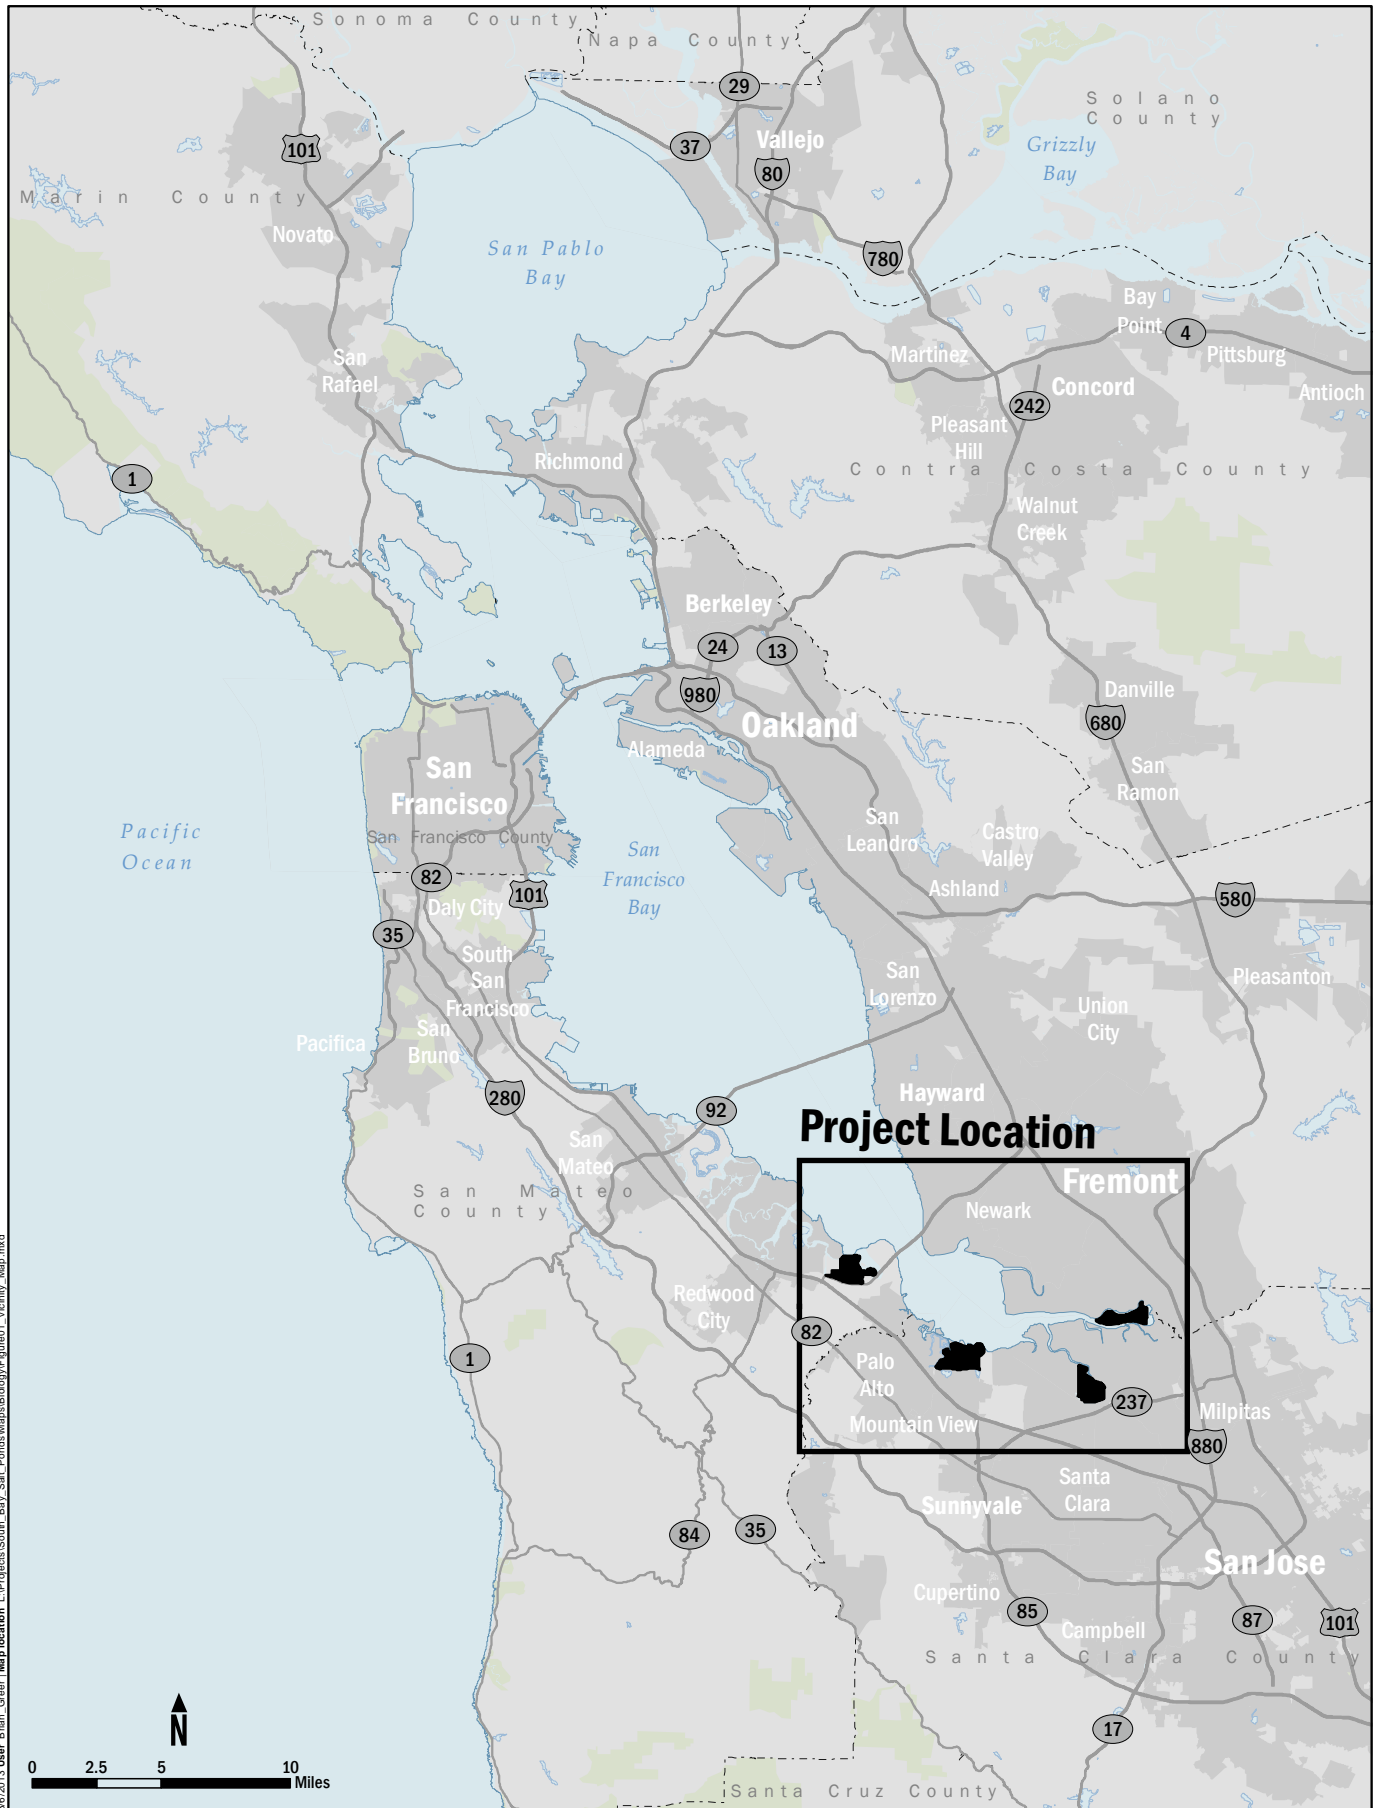 Sonoma County
Napa County
29
Solano
County
101
37
Vallejo
80
Grizzly
Bay
Marin County
Novato
San Pablo
Bay
780
Bay
Point
4
Martinez
Pittsburg
San
Rafael
Concord
Antioch
242
Pleasant
Hill
Richmond
Contra Costa County
1
Walnut
Creek
Berkeley
24
13
980
Danville
Oakland
680
Alameda
San
Francisco
San
Ramon
San Francisco County
Pacific
Ocean
San
Leandro
Castro
Valley
San
Francisco
Bay
82
101
Ashland
580
Daly City
35
South
San
Francisco
San
Lorenzo
Pleasanton
Union
City
Pacifica
San
Bruno
280
92
Hayward
Project Location
San
Mateo
Fremont
San Mateo
County
Newark
Redwood
City
82
1
Palo
Alto
237
Mountain View
Milpitas
880
Santa
Clara
Sunnyvale
84
35
San Jose
Cupertino
85
87
101
Campbell
Santa Clara County
N
17
0 2.5 5 10
Miles
Santa Cruz County